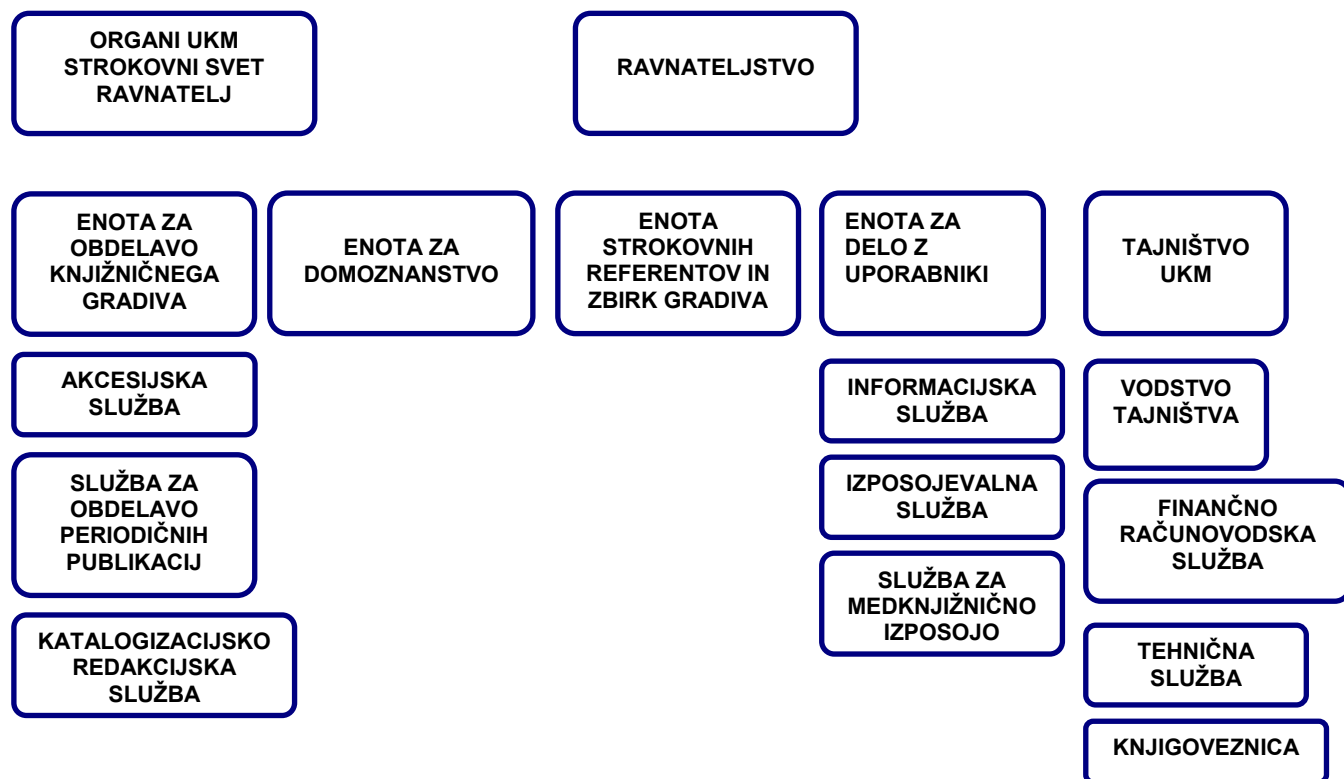 ORGANI UKM
STROKOVNI SVET
RAVNATELJ
RAVNATELJSTVO
ENOTA ZA
OBDELAVO
KNJIŽNIČNEGA
GRADIVA
ENOTA ZA
DOMOZNANSTVO
ENOTA
STROKOVNIH
REFERENTOV IN
ZBIRK GRADIVA
ENOTA ZA
DELO Z
UPORABNIKI
TAJNIŠTVO
UKM
AKCESIJSKA
SLUŽBA
SLUŽBA ZA
OBDELAVO
PERIODIČNIH
PUBLIKACIJ
KATALOGIZACIJSKO
REDAKCIJSKA
SLUŽBA
INFORMACIJSKA
SLUŽBA
IZPOSOJEVALNA
SLUŽBA
SLUŽBA ZA
MEDKNJIŽNIČNO
IZPOSOJO
VODSTVO
TAJNIŠTVA
FINANČNO
RAČUNOVODSKA
SLUŽBA
TEHNIČNA
SLUŽBA
KNJIGOVEZNICA